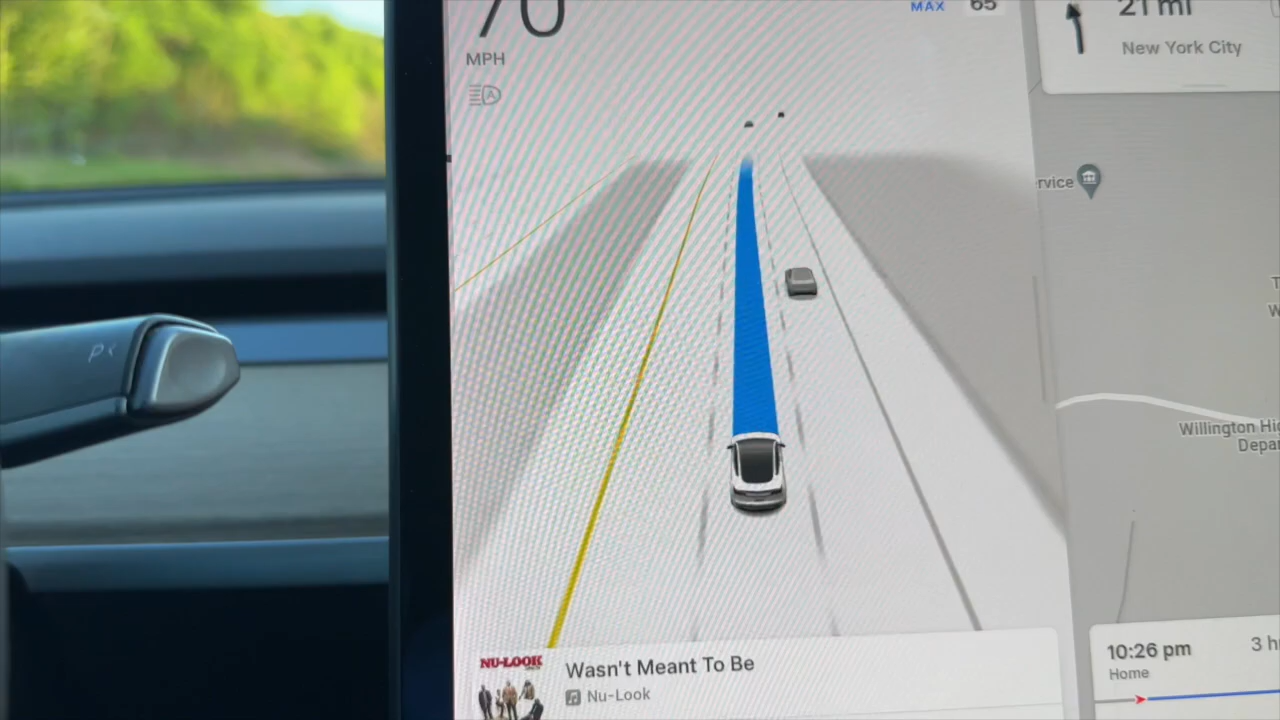 70
MPH
MAX 65
21 mi
New York City
rvice
Willington Hi
Depar
NU-LOOK
Wasn't Meant To Be
Nu-Look
10:26 pm
3 h
Home
P<
A
T
W